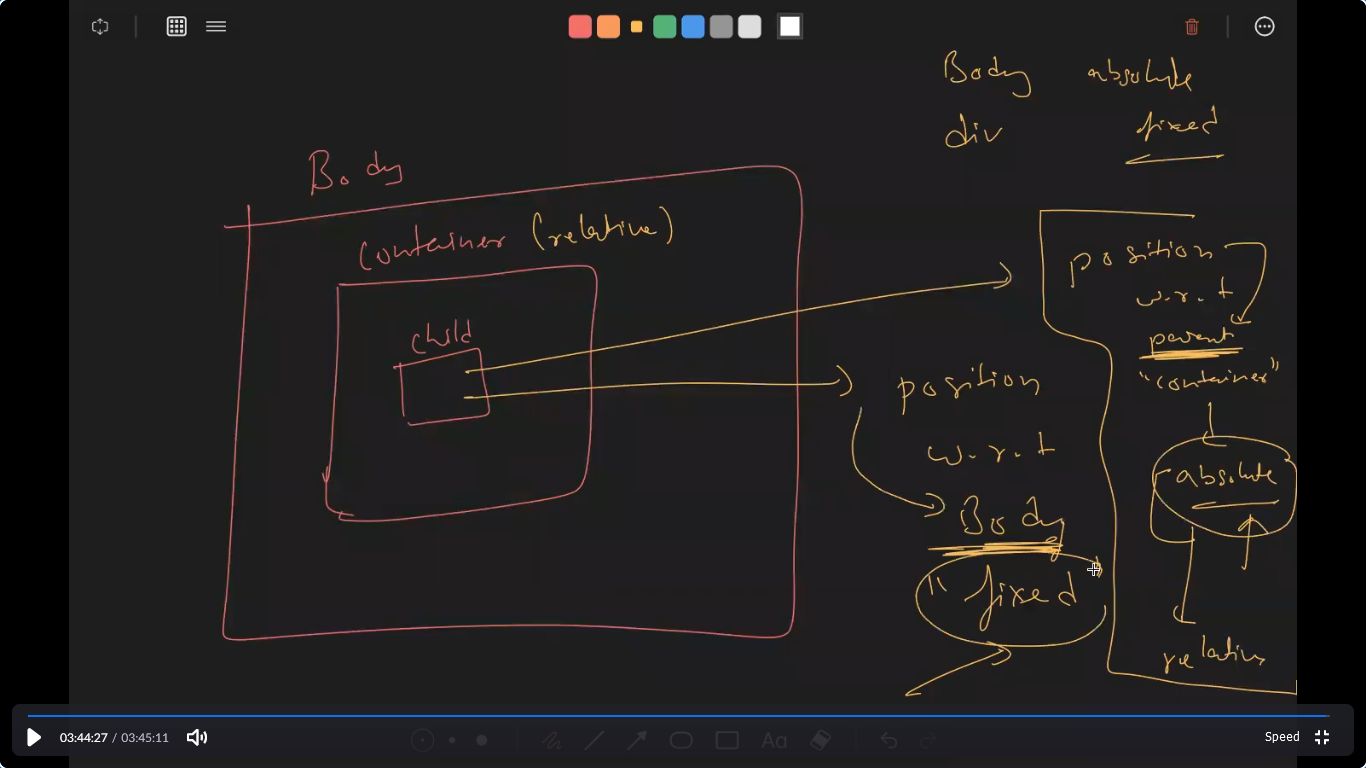 Body absolute
div fixed
Body
container (relative)
child
position
w.r.t
parent
"container"
absolute
relative
position
w.r.t
Body
" fixed
03:44:27 / 03:45:11
Speed
Aa